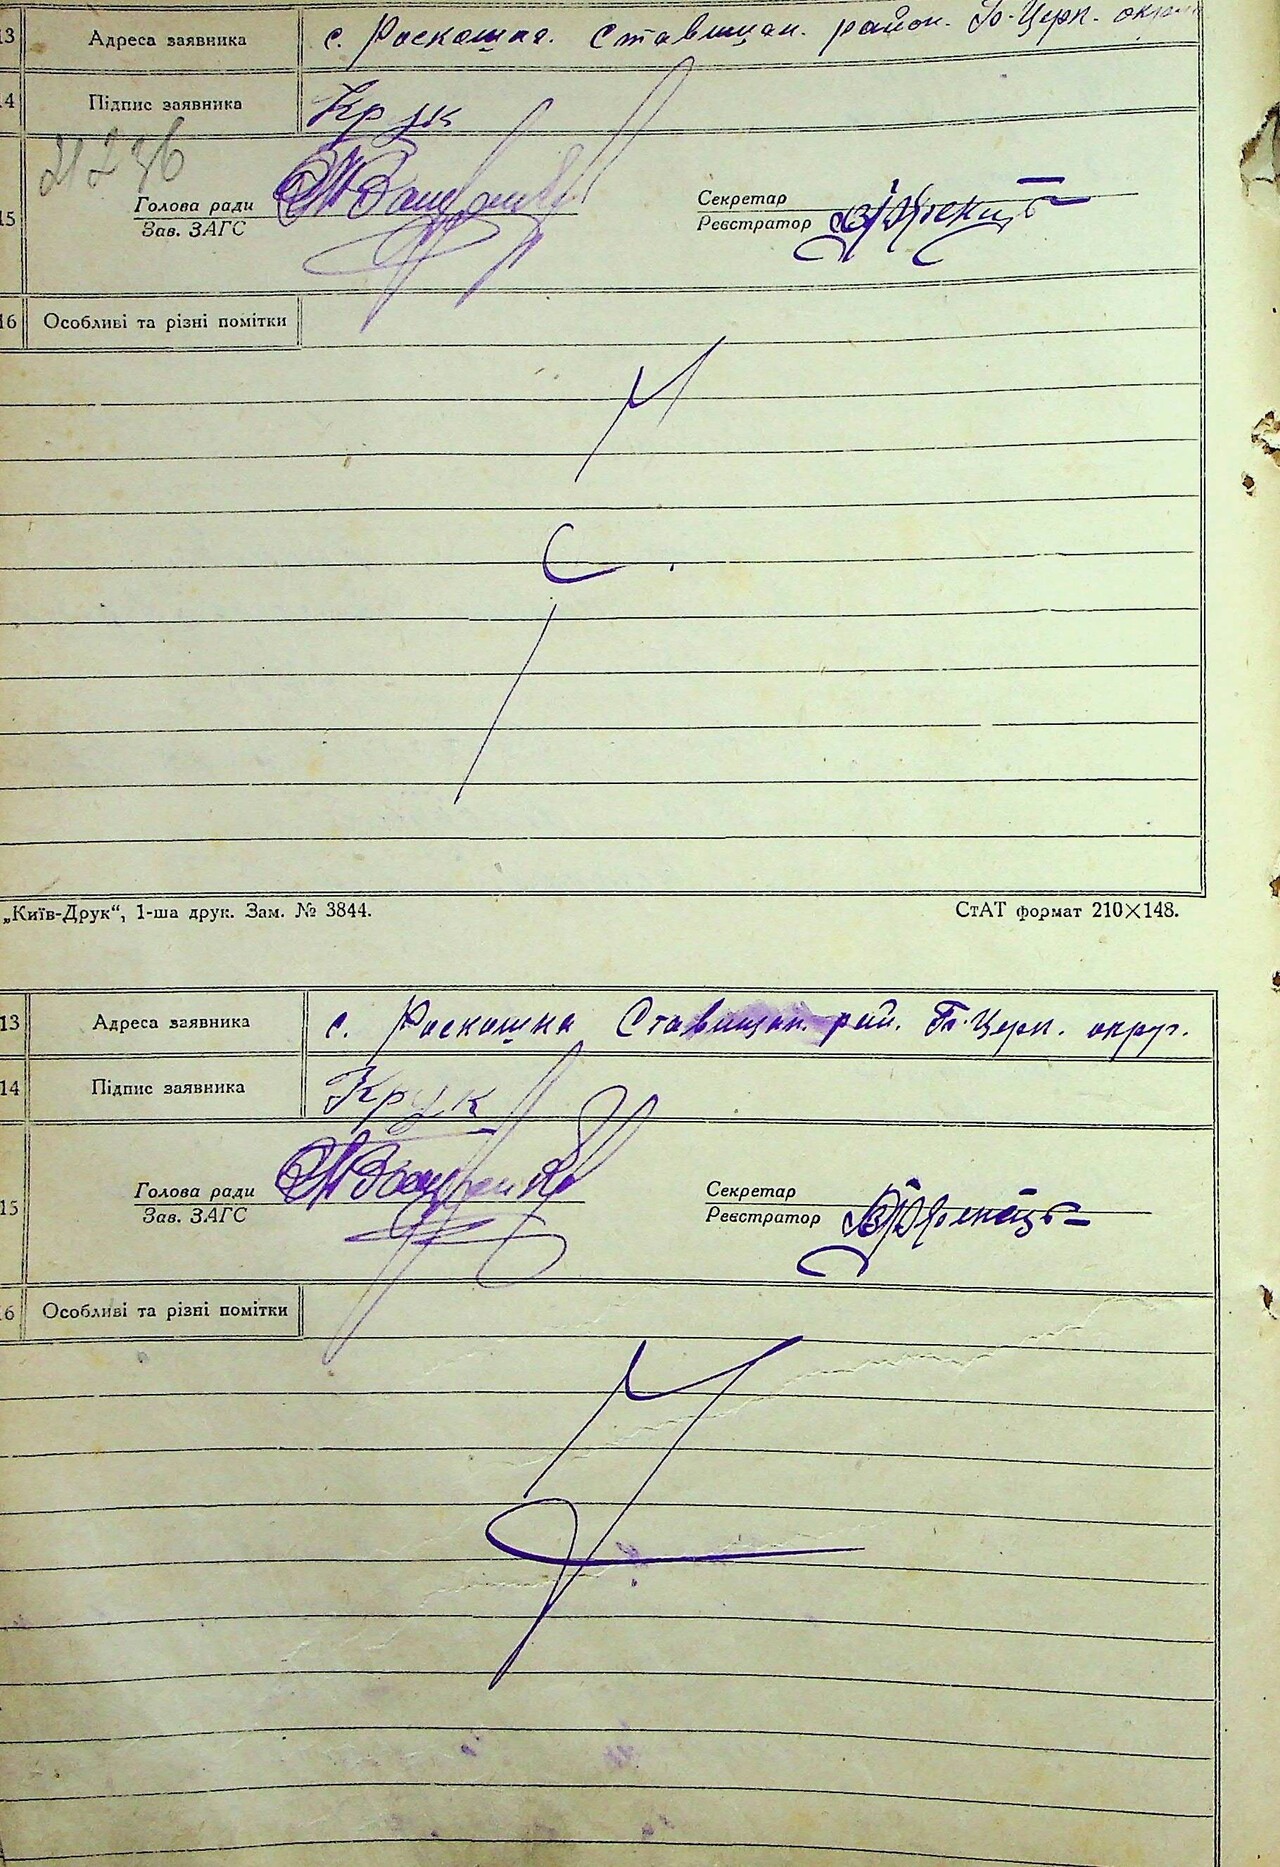 13 Адреса заявника с. Роскошна. Ставищан. район. Б-Церк. окр
14 Підпис заявника Крук
21236
15 Голова ради Секретар
Зав. ЗАГС Реєстратор
16 Особливі та різні помітки
„Київ-Друк“, 1-ша друк. Зам. № 3844. СтАТ формат 210×148.
13 Адреса заявника с. Роскошна Ставищан. рай. Б-Церк. округ.
14 Підпис заявника Крук
15 Голова ради Секретар
Зав. ЗАГС Реєстратор
6 Особливі та різні помітки